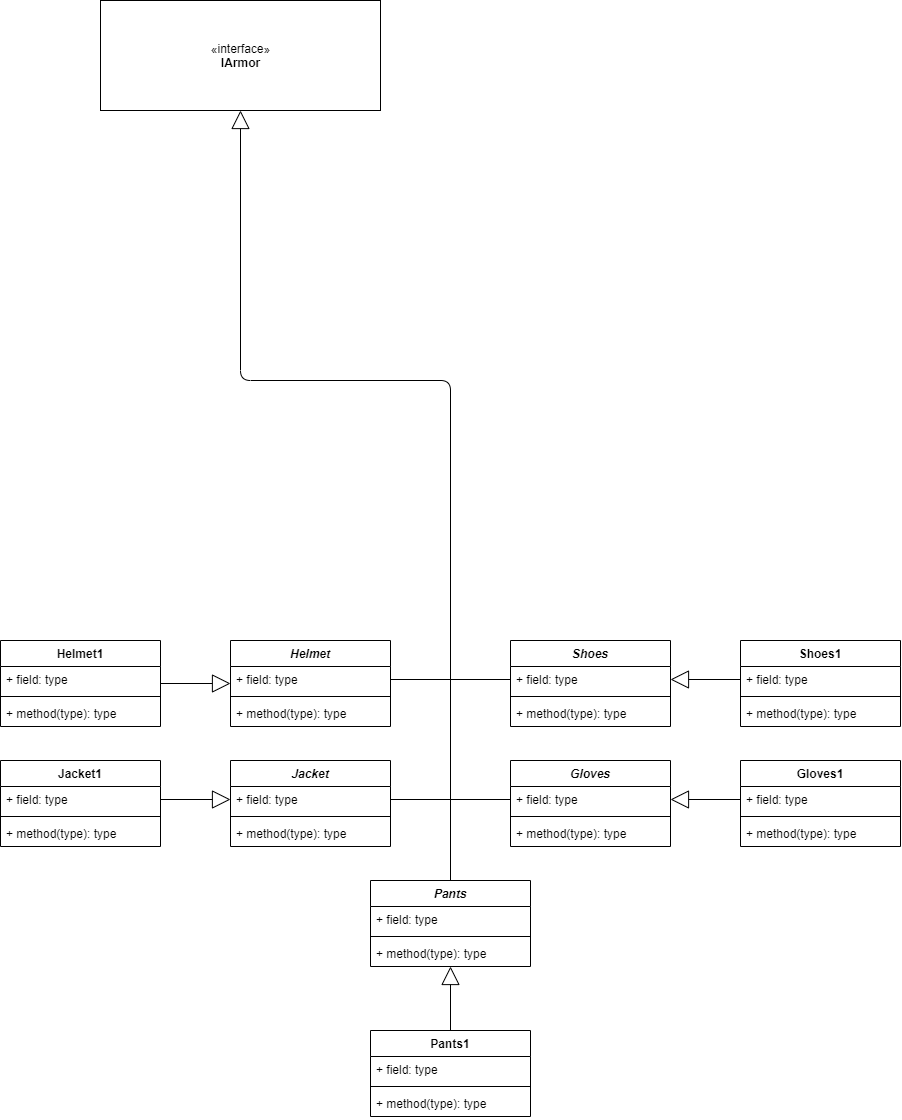 «interface»
IArmor
Helmet1
+ field: type
+ method(type): type
Helmet
+ field: type
+ method(type): type
Shoes
+ field: type
+ method(type): type
Shoes1
+ field: type
+ method(type): type
Jacket1
+ field: type
+ method(type): type
Jacket
+ field: type
+ method(type): type
Gloves
+ field: type
+ method(type): type
Gloves1
+ field: type
+ method(type): type
Pants
+ field: type
+ method(type): type
Pants1
+ field: type
+ method(type): type